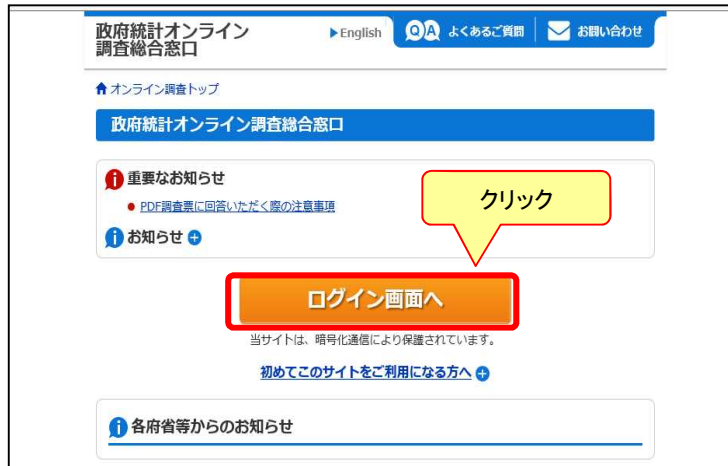 政府統計オンライン
調査総合窓口
English
QA よくあるご質問
お問い合わせ
オンライン調査トップ
政府統計オンライン調査総合窓口
重要なお知らせ
PDF調査票に回答いただく際の注意事項
クリック
お知らせ
ログイン画面へ
当サイトは、暗号化通信により保護されています。
初めてこのサイトをご利用になる方へ
各府省等からのお知らせ